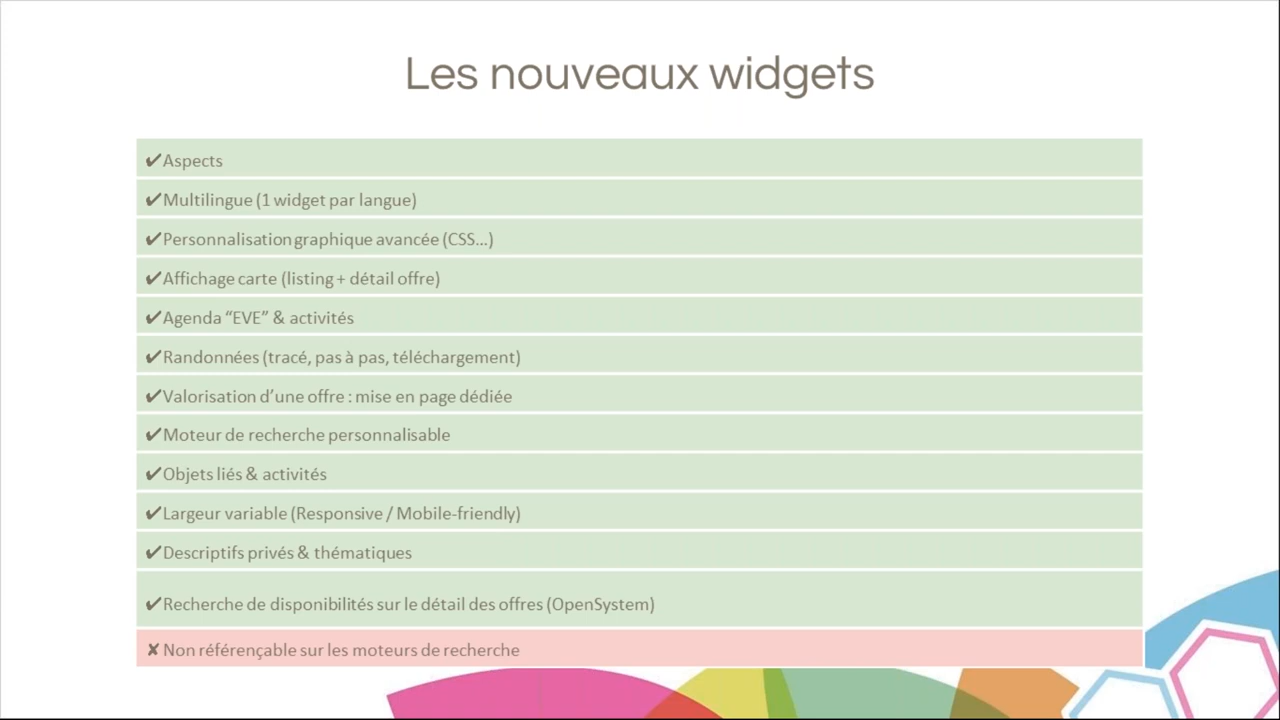 Les nouveaux widgets
✔Aspects
✔Multilingue (1 widget par langue)
✔Personnalisation graphique avancée (CSS...)
✔Affichage carte (listing + détail offre)
✔Agenda “EVE” & activités
✔Randonnées (tracé, pas à pas, téléchargement)
✔Valorisation d’une offre : mise en page dédiée
✔Moteur de recherche personnalisable
✔Objets liés & activités
✔Largeur variable (Responsive / Mobile-friendly)
✔Descriptifs privés & thématiques
✔Recherche de disponibilités sur le détail des offres (OpenSystem)
✘ Non référençable sur les moteurs de recherche